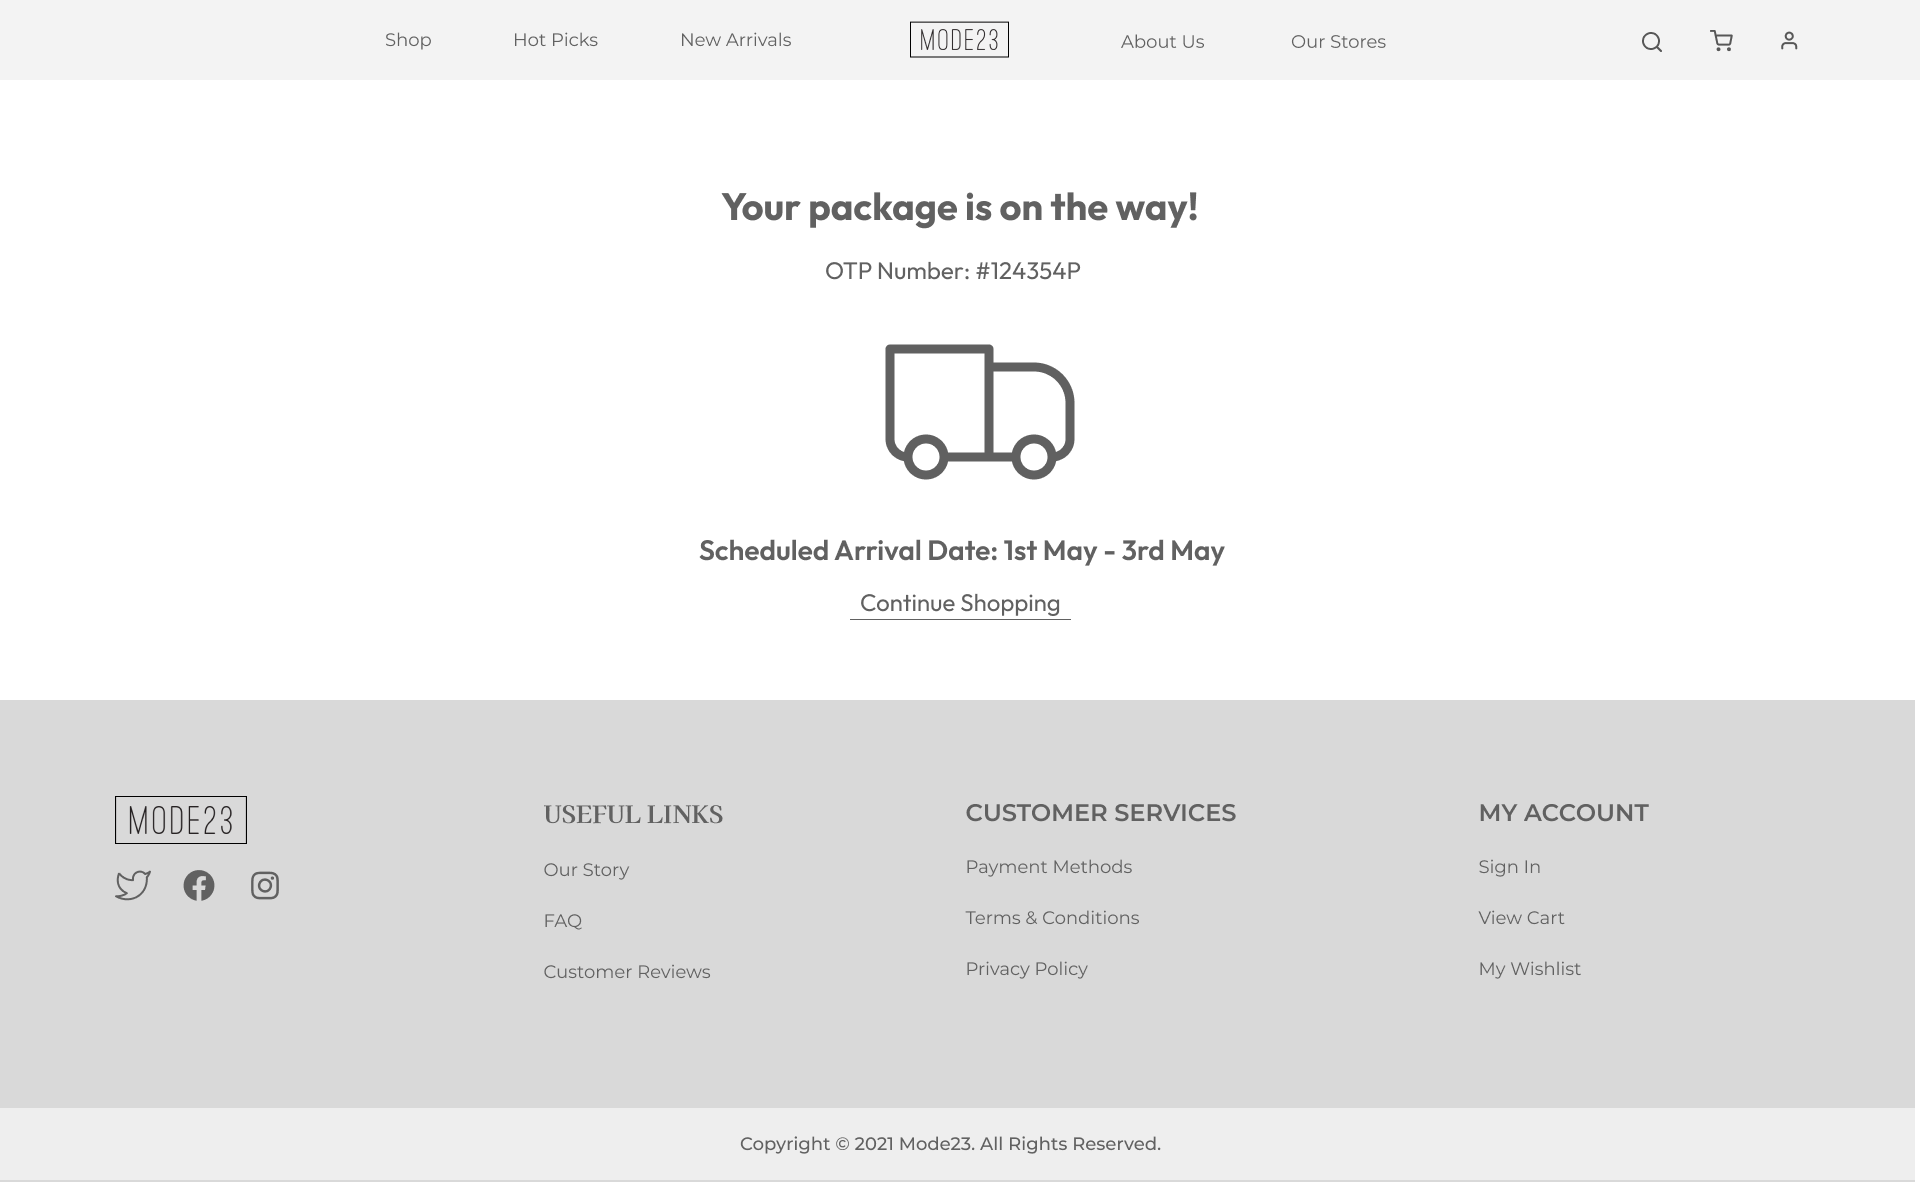 Shop
Hot Picks
New Arrivals
MODE23
About Us
Our Stores
Your package is on the way!
OTP Number: #124354P
Scheduled Arrival Date: 1st May - 3rd May
Continue Shopping
MODE23
USEFUL LINKS
Our Story
FAQ
Customer Reviews
CUSTOMER SERVICES
Payment Methods
Terms & Conditions
Privacy Policy
MY ACCOUNT
Sign In
View Cart
My Wishlist
Copyright © 2021 Mode23. All Rights Reserved.